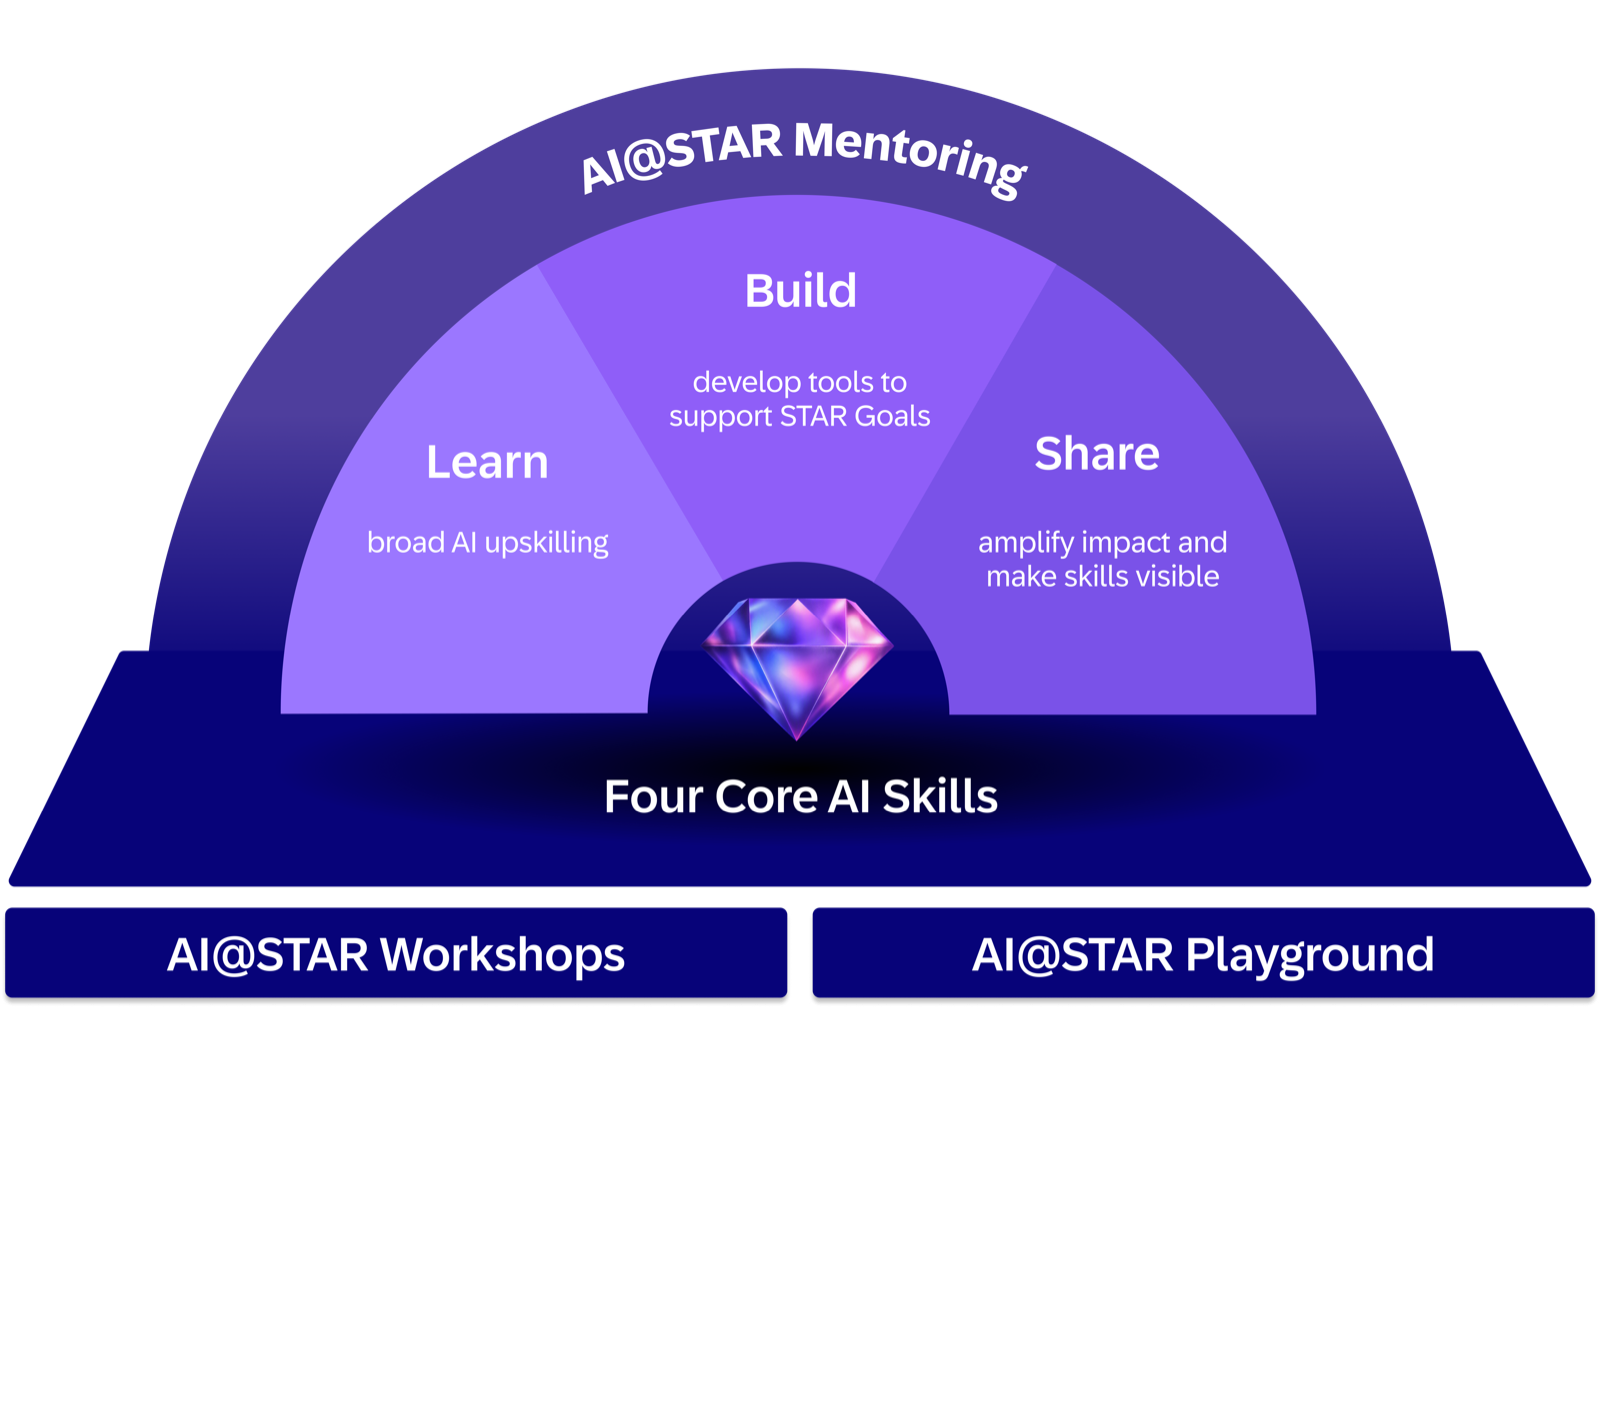 AI@STAR Mentoring
Build
develop tools to
support STAR Goals
Learn
broad AI upskilling
Share
amplify impact and
make skills visible
Four Core AI Skills
AI@STAR Workshops
AI@STAR Playground